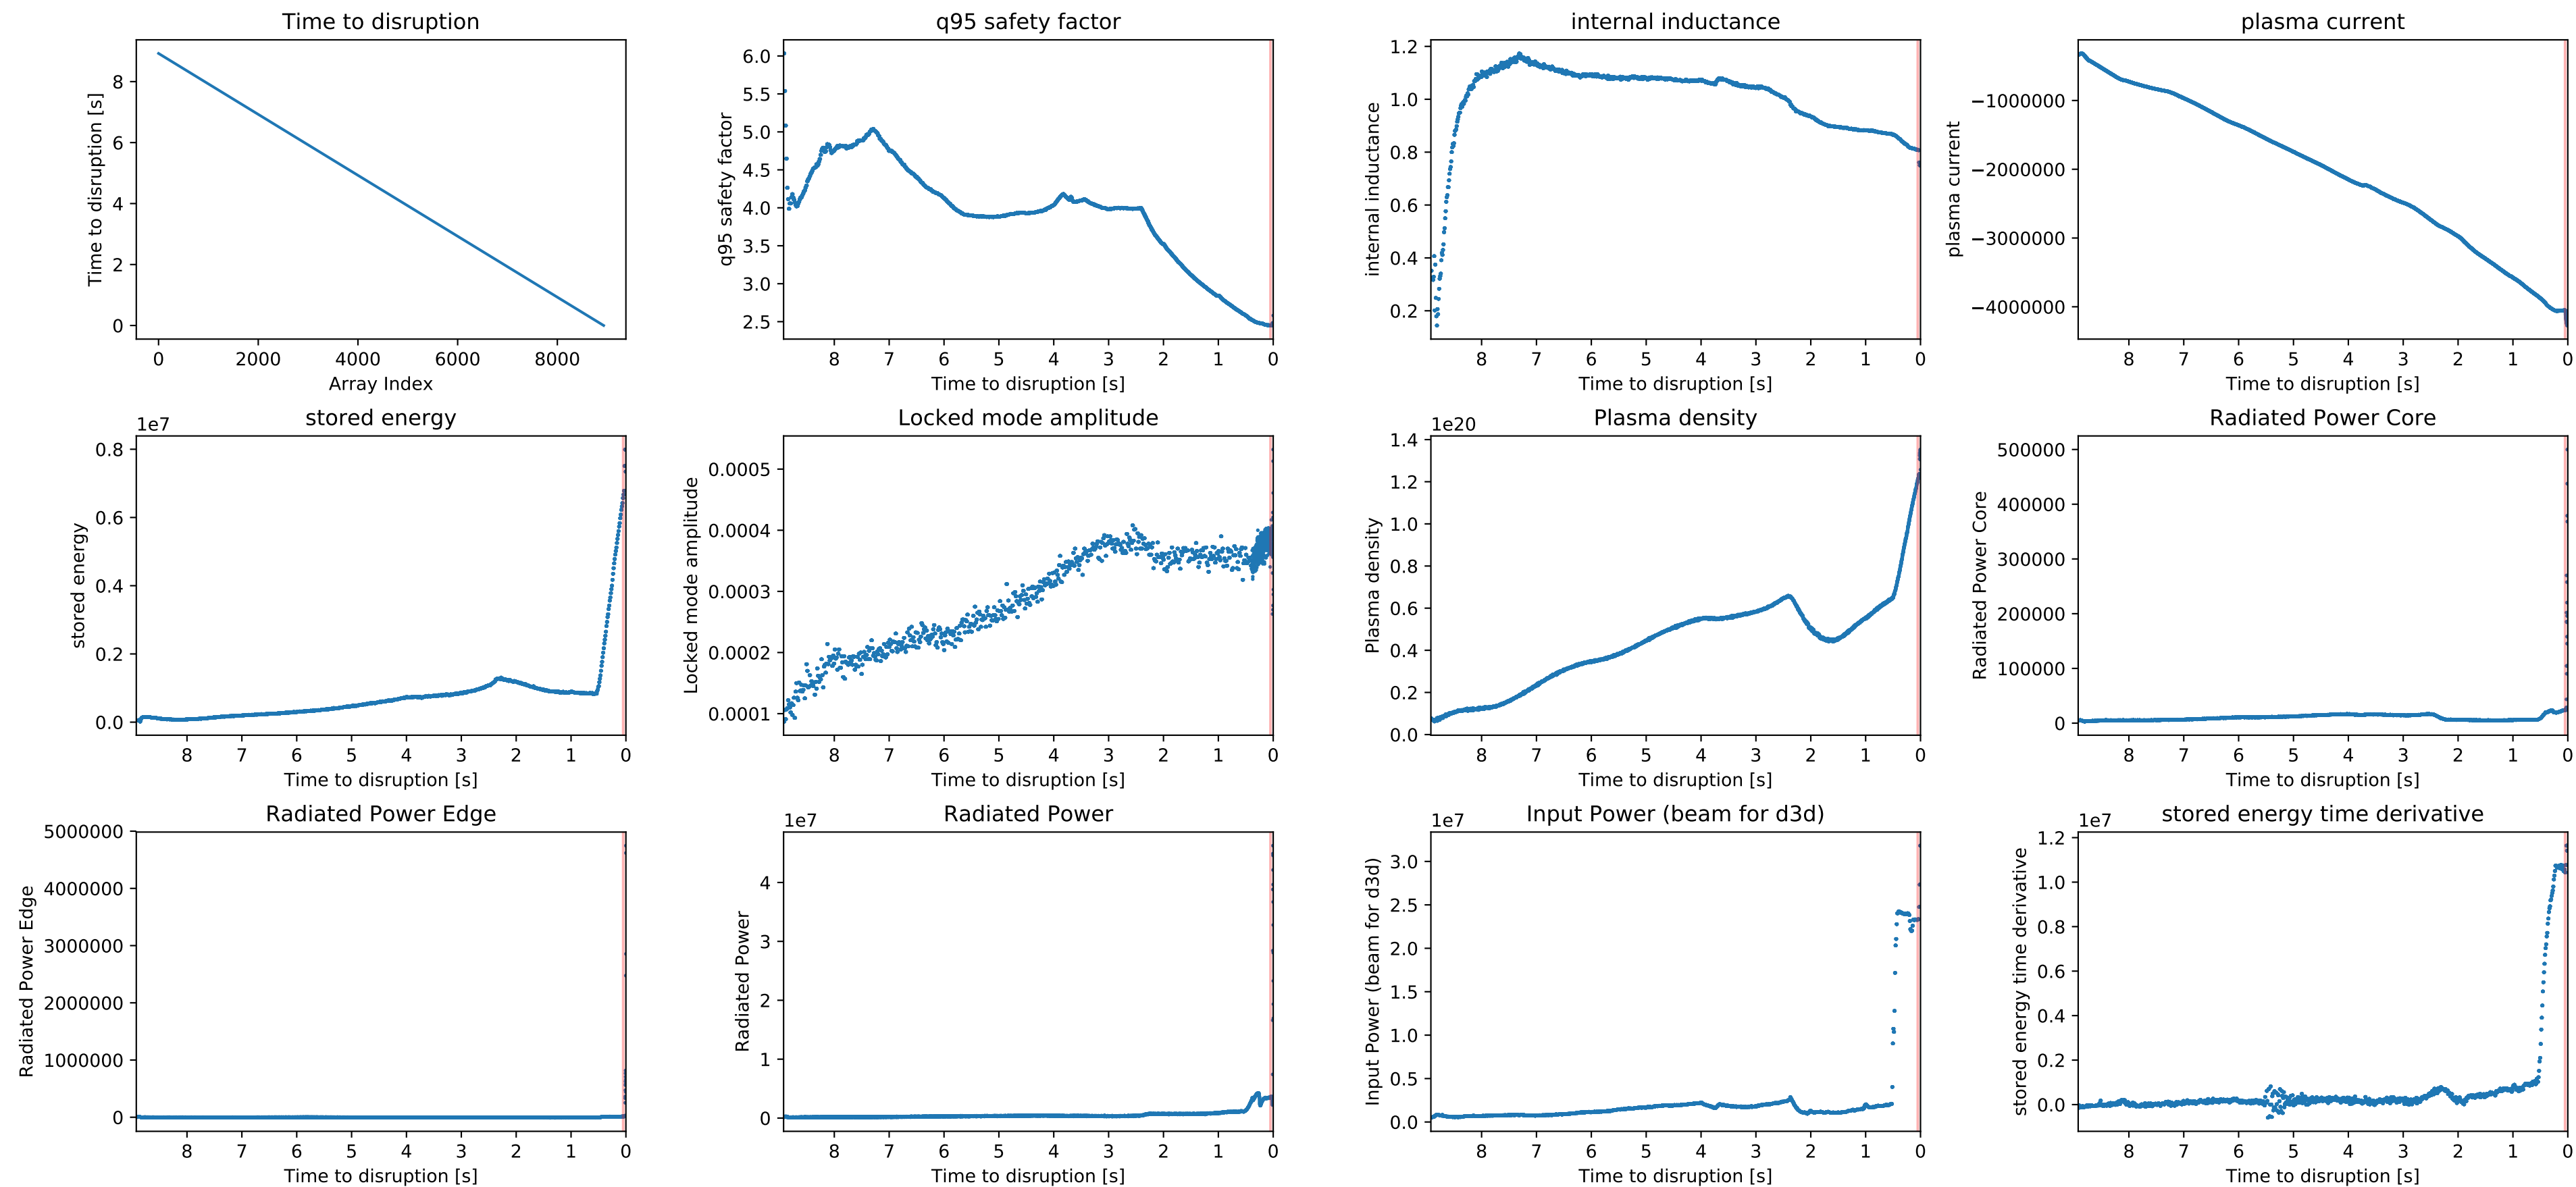 Time to disruption
Time to disruption [s]
8
6
4
2
0
0 2000 4000 6000 8000
Array Index
q95 safety factor
q95 safety factor
6.0
5.5
5.0
4.5
4.0
3.5
3.0
2.5
8 7 6 5 4 3 2 1 0
Time to disruption [s]
internal inductance
internal inductance
1.2
1.0
0.8
0.6
0.4
0.2
8 7 6 5 4 3 2 1 0
Time to disruption [s]
plasma current
plasma current
−1000000
−2000000
−3000000
−4000000
8 7 6 5 4 3 2 1 0
Time to disruption [s]
stored energy
1e7
stored energy
0.8
0.6
0.4
0.2
0.0
8 7 6 5 4 3 2 1 0
Time to disruption [s]
Locked mode amplitude
Locked mode amplitude
0.0005
0.0004
0.0003
0.0002
0.0001
8 7 6 5 4 3 2 1 0
Time to disruption [s]
Plasma density
1e20
Plasma density
1.4
1.2
1.0
0.8
0.6
0.4
0.2
0.0
8 7 6 5 4 3 2 1 0
Time to disruption [s]
Radiated Power Core
Radiated Power Core
500000
400000
300000
200000
100000
0
8 7 6 5 4 3 2 1 0
Time to disruption [s]
Radiated Power Edge
Radiated Power Edge
5000000
4000000
3000000
2000000
1000000
0
8 7 6 5 4 3 2 1 0
Time to disruption [s]
Radiated Power
1e7
Radiated Power
4
3
2
1
0
8 7 6 5 4 3 2 1 0
Time to disruption [s]
Input Power (beam for d3d)
1e7
Input Power (beam for d3d)
3.0
2.5
2.0
1.5
1.0
0.5
0.0
8 7 6 5 4 3 2 1 0
Time to disruption [s]
stored energy time derivative
1e7
stored energy time derivative
1.2
1.0
0.8
0.6
0.4
0.2
0.0
8 7 6 5 4 3 2 1 0
Time to disruption [s]